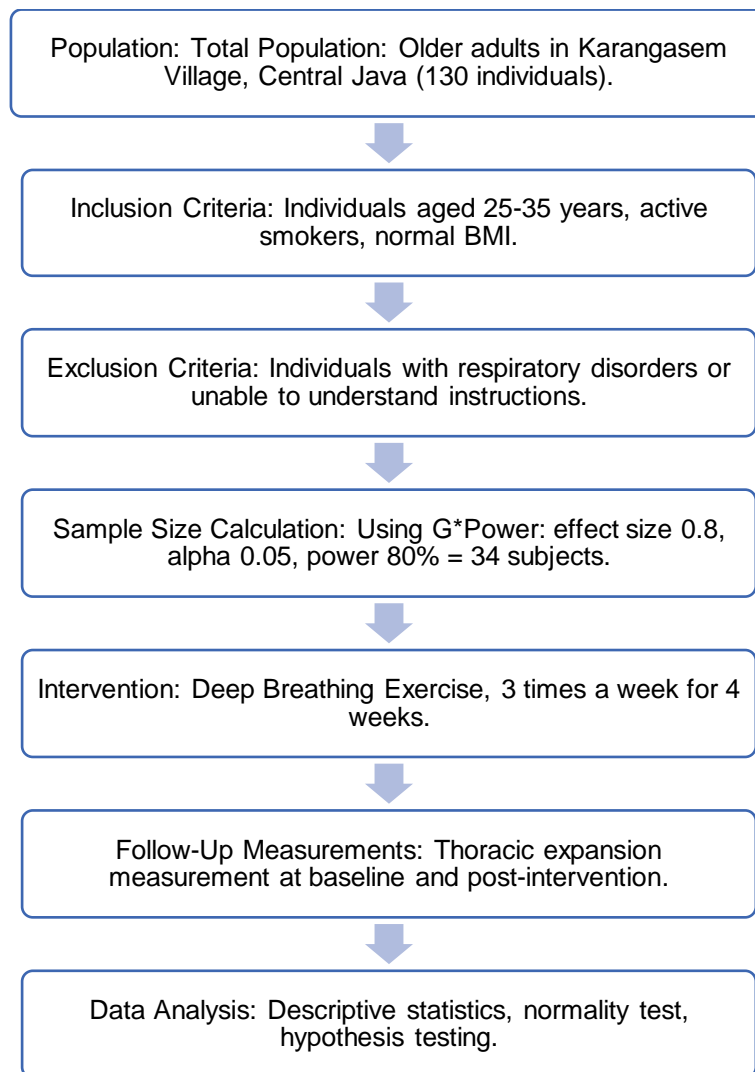 Population: Total Population: Older adults in Karangasem
Village, Central Java (130 individuals).
Inclusion Criteria: Individuals aged 25-35 years, active
smokers, normal BMI.
Exclusion Criteria: Individuals with respiratory disorders or
unable to understand instructions.
Sample Size Calculation: Using G*Power: effect size 0.8,
alpha 0.05, power 80% = 34 subjects.
Intervention: Deep Breathing Exercise, 3 times a week for 4
weeks.
Follow-Up Measurements: Thoracic expansion
measurement at baseline and post-intervention.
Data Analysis: Descriptive statistics, normality test,
hypothesis testing.